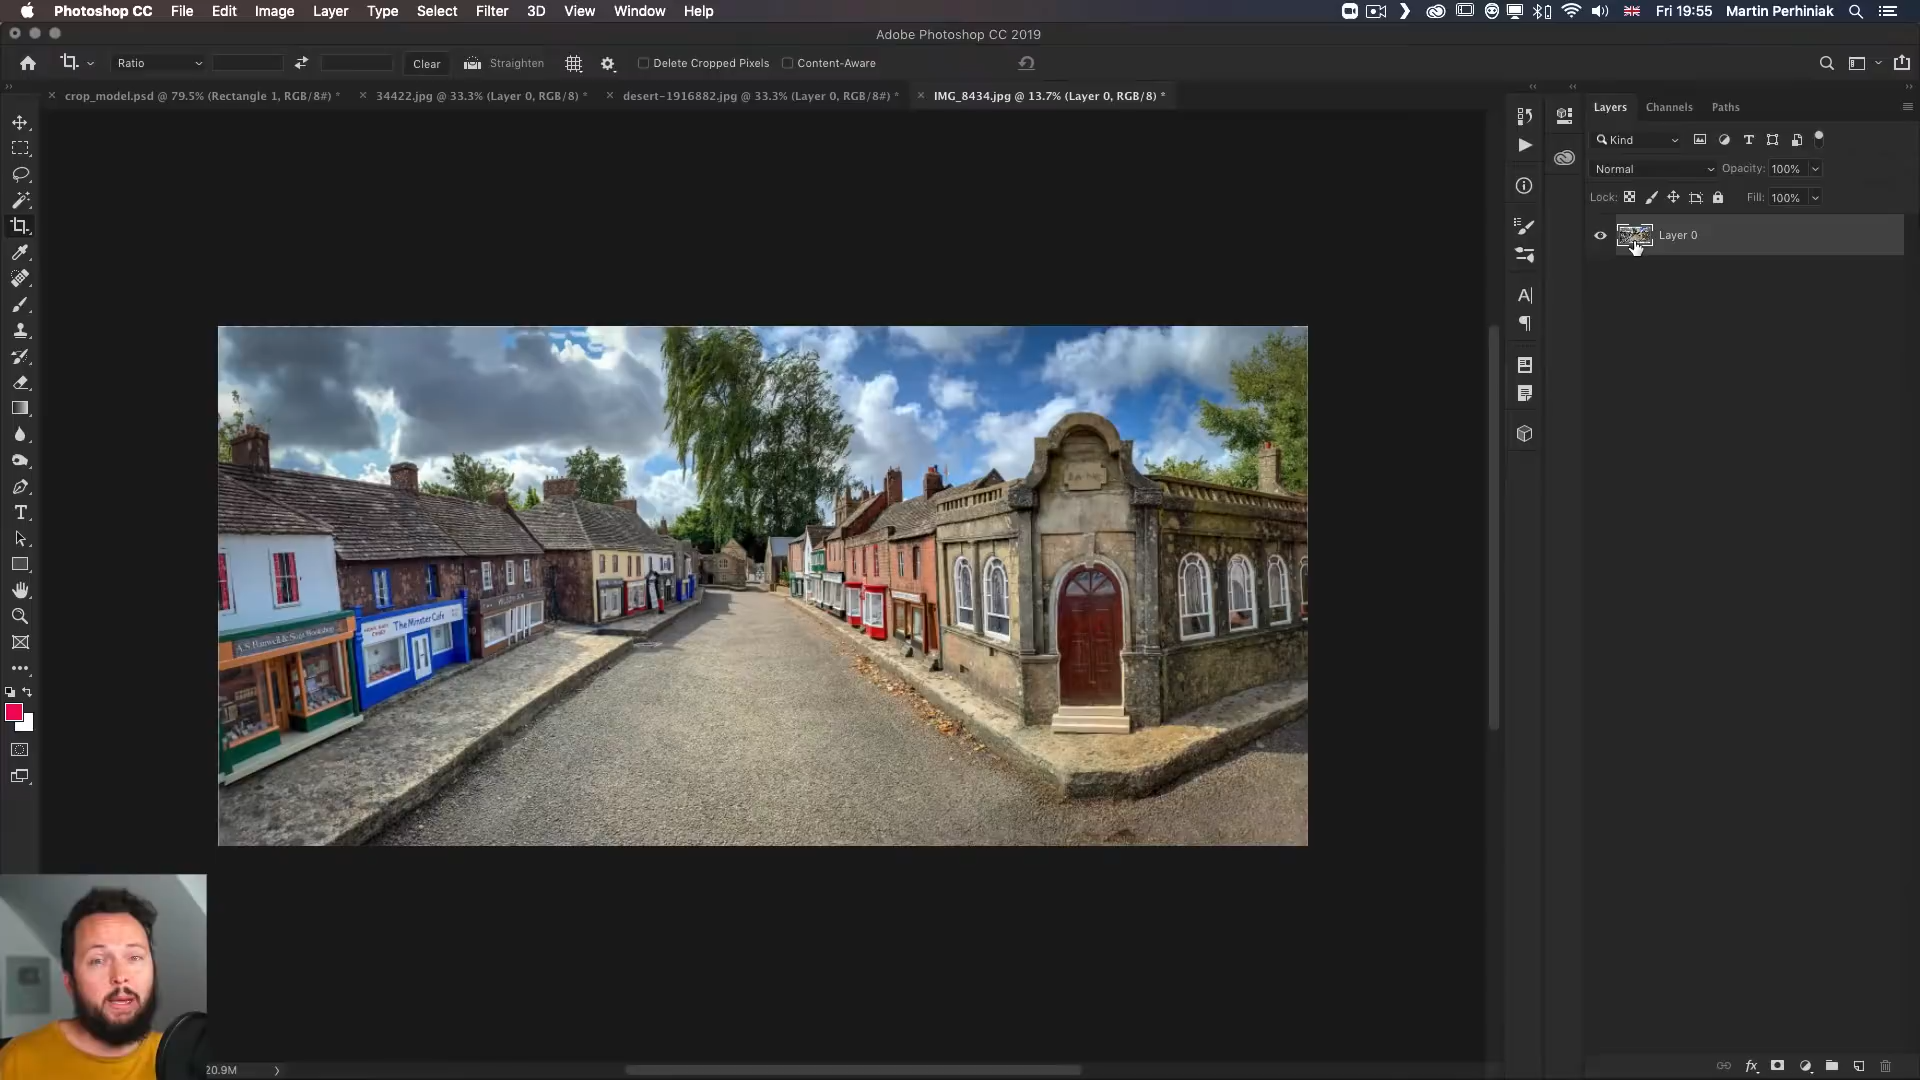 Photoshop CC File Edit Image Layer Type Select Filter 3D View Window Help Fri 19:55 Martin Perhiniak
Adobe Photoshop CC 2019
Ratio Clear Straighten Delete Cropped Pixels Content-Aware
crop_model.psd @ 79.5% (Rectangle 1, RGB/8#) * 34422.jpg @ 33.3% (Layer 0, RGB/8) * desert-1916882.jpg @ 33.3% (Layer 0, RGB/8#) * IMG_8434.jpg @ 13.7% (Layer 0, RGB/8) *
Layers Channels Paths
Kind
Normal Opacity: 100%
Lock: Fill: 100%
Layer 0
The Minster Cafe
20.9M